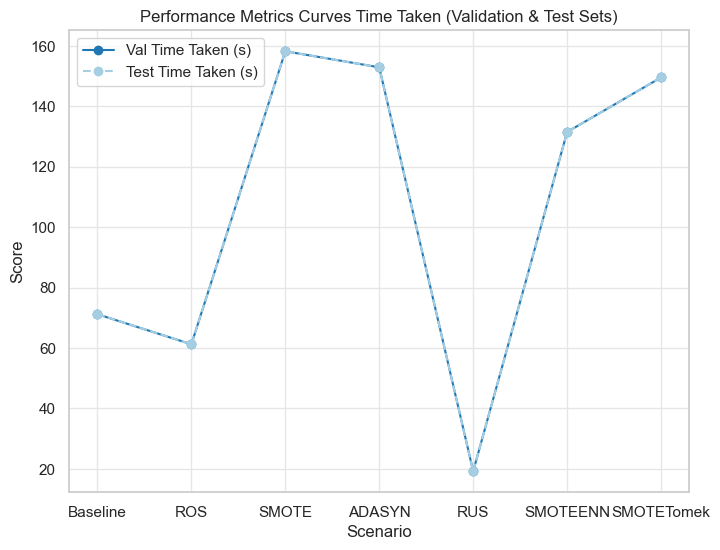 Performance Metrics Curves Time Taken (Validation & Test Sets)
Val Time Taken (s)
Test Time Taken (s)
160
140
120
100
80
60
40
20
Score
Baseline ROS SMOTE ADASYN RUS SMOTEENN SMOTETomek
Scenario